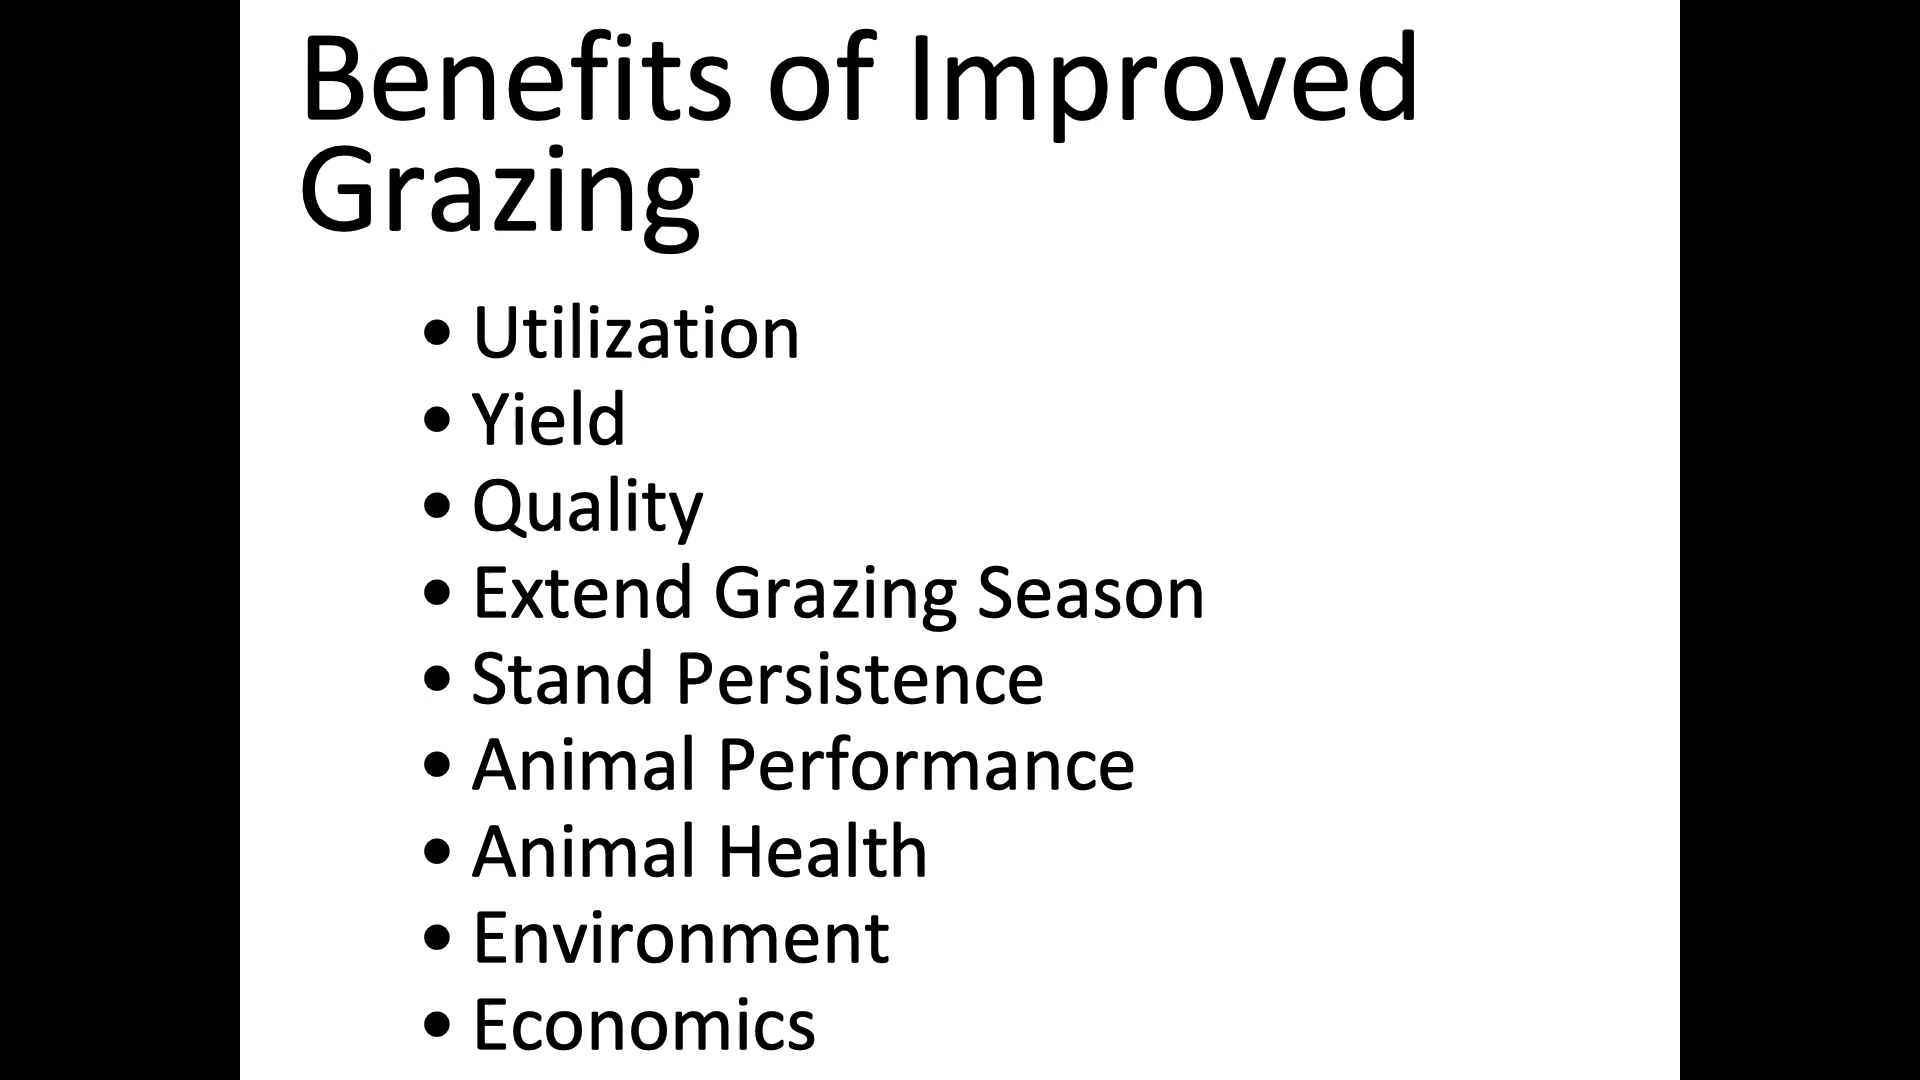 Benefits of Improved
Grazing
• Utilization
• Yield
• Quality
• Extend Grazing Season
• Stand Persistence
• Animal Performance
• Animal Health
• Environment
• Economics